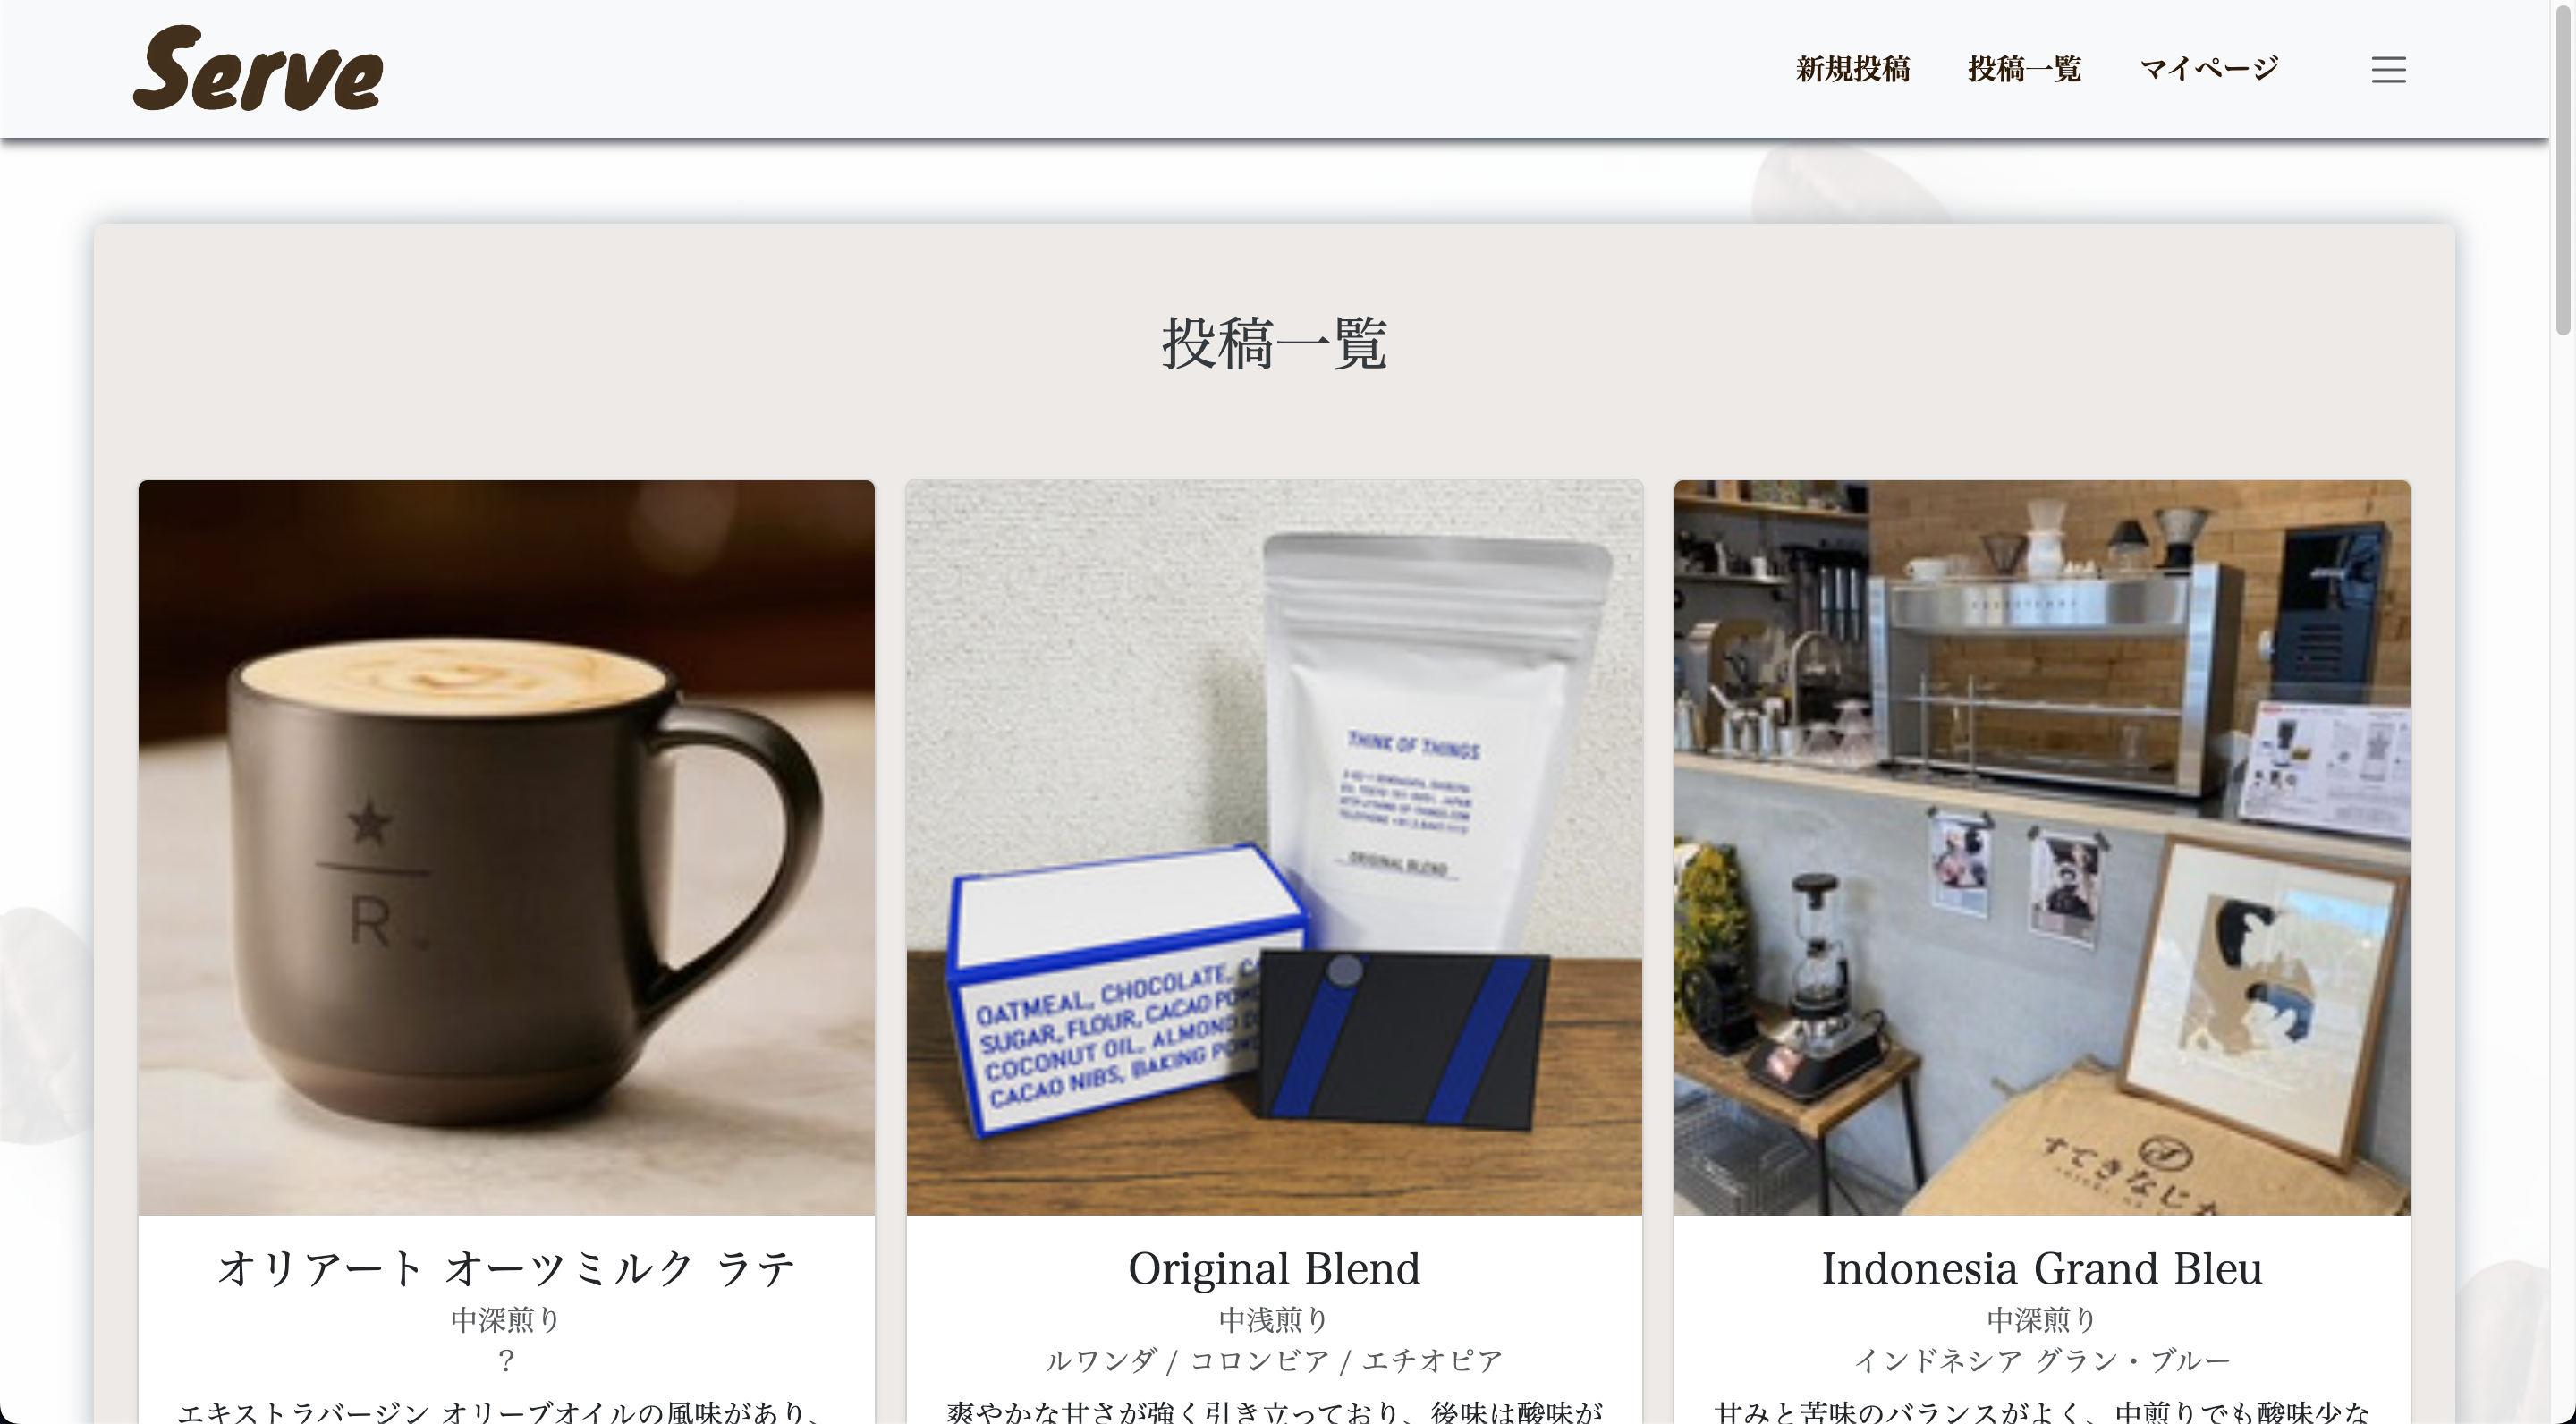 Serve
新規投稿
投稿一覧
マイページ
投稿一覧
R
THINK OF THINGS
ORIGINAL BLEND
OATMEAL, CHOCOLATE,
SUGAR, FLOUR, CACAO
COCONUT OIL, ALMOND
CACAO NIBS, BAKING
すてきなじ
オリアート オーツミルク ラテ
中深煎り
?
エキストラバージン オリーブオイルの風味があり、
Original Blend
中浅煎り
ルワンダ / コロンビア / エチオピア
爽やかな甘さが強く引き立っており、後味は酸味が
Indonesia Grand Bleu
中深煎り
インドネシア グラン・ブルー
甘みと苦味のバランスがよく、中煎りでも酸味少な